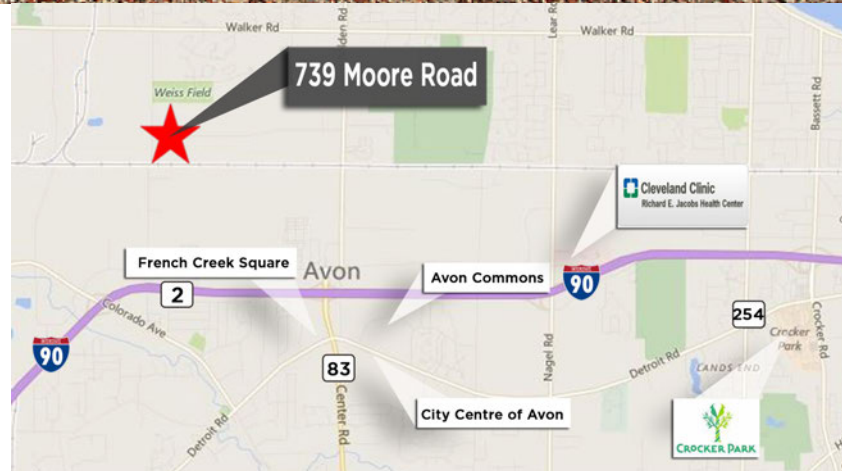 Walker Rd
lden Rd
Lear Rd
Walker Rd
Bassett Rd
739 Moore Road
Weiss Field
Cleveland Clinic
Richard E. Jacobs Health Center
French Creek Square
Avon
Avon Commons
2
90
254
Colorado Ave
90
83
Center Rd
Nagel Rd
Detroit Rd
Crocker
Park
Crocker Rd
LANDS END
City Centre of Avon
Detroit Rd
CROCKER PARK